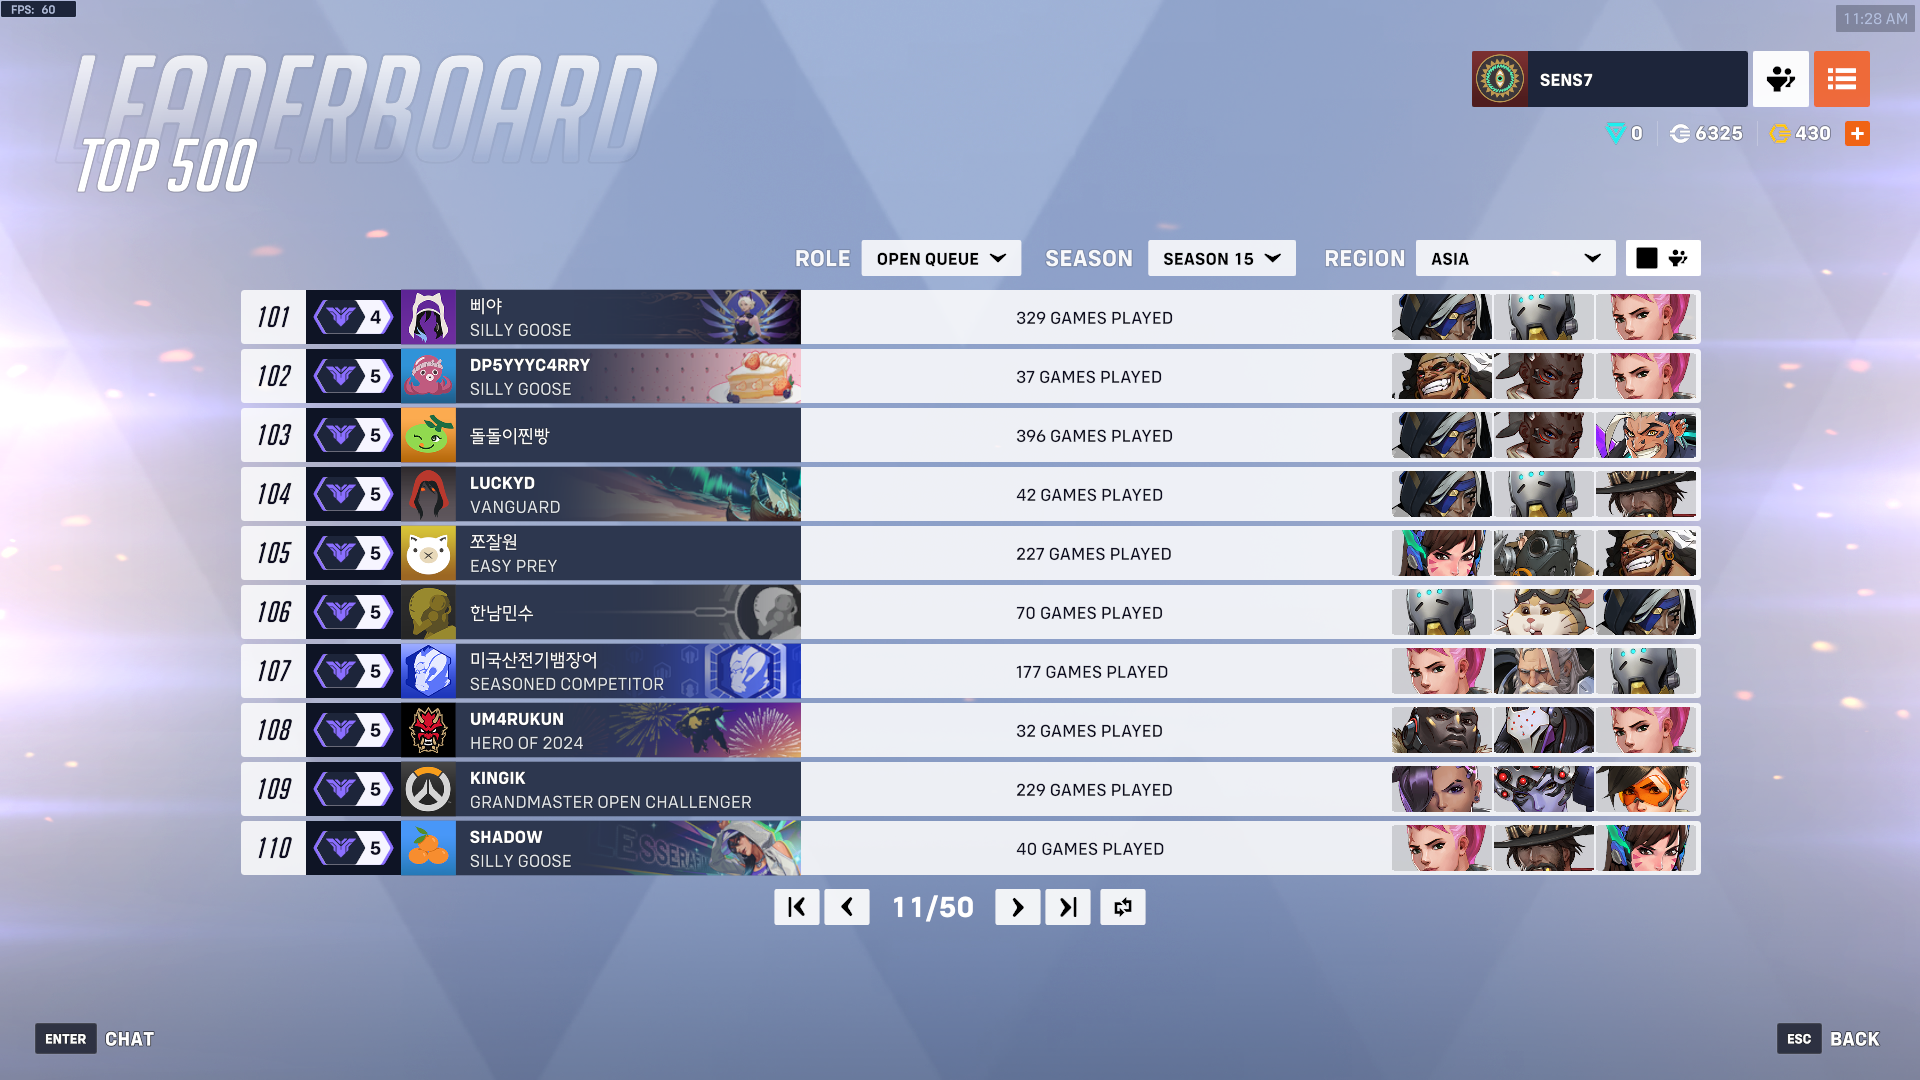 FPS: 60
11:28 AM
LEADERBOARD
TOP 500
SENS7
0 6325 430
ROLE OPEN QUEUE SEASON SEASON 15 REGION ASIA
101 4 삐야 SILLY GOOSE 329 GAMES PLAYED
102 5 DP5YYYC4RRY SILLY GOOSE 37 GAMES PLAYED
103 5 돌돌이찐빵 396 GAMES PLAYED
104 5 LUCKYD VANGUARD 42 GAMES PLAYED
105 5 쪼잘원 EASY PREY 227 GAMES PLAYED
106 5 한남민수 70 GAMES PLAYED
107 5 미국산전기뱀장어 SEASONED COMPETITOR 177 GAMES PLAYED
108 5 UM4RUKUN HERO OF 2024 32 GAMES PLAYED
109 5 KINGIK GRANDMASTER OPEN CHALLENGER 229 GAMES PLAYED
110 5 SHADOW SILLY GOOSE 40 GAMES PLAYED
11/50
ENTER CHAT
ESC BACK